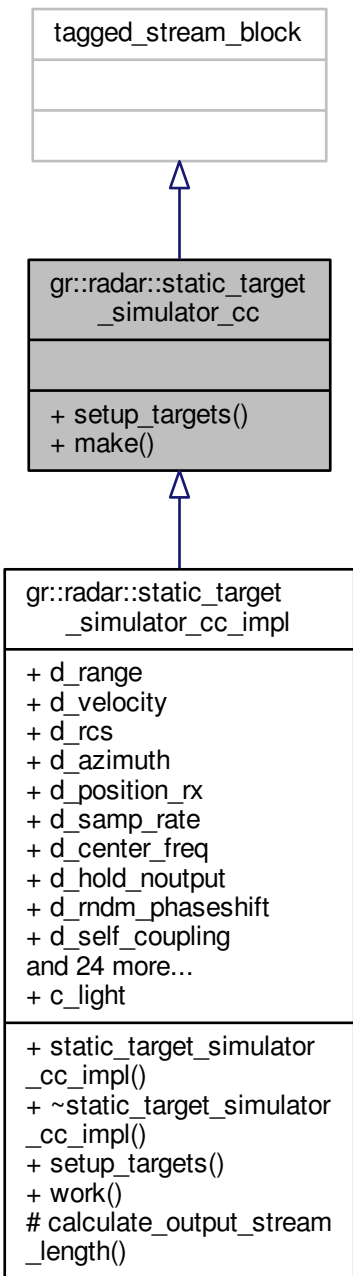 tagged_stream_block
gr::radar::static_target
_simulator_cc
+ setup_targets()
+ make()
gr::radar::static_target
_simulator_cc_impl
+ d_range
+ d_velocity
+ d_rcs
+ d_azimuth
+ d_position_rx
+ d_samp_rate
+ d_center_freq
+ d_hold_noutput
+ d_rndm_phaseshift
+ d_self_coupling
and 24 more...
+ c_light
+ static_target_simulator
_cc_impl()
+ ~static_target_simulator
_cc_impl()
+ setup_targets()
+ work()
# calculate_output_stream
_length()